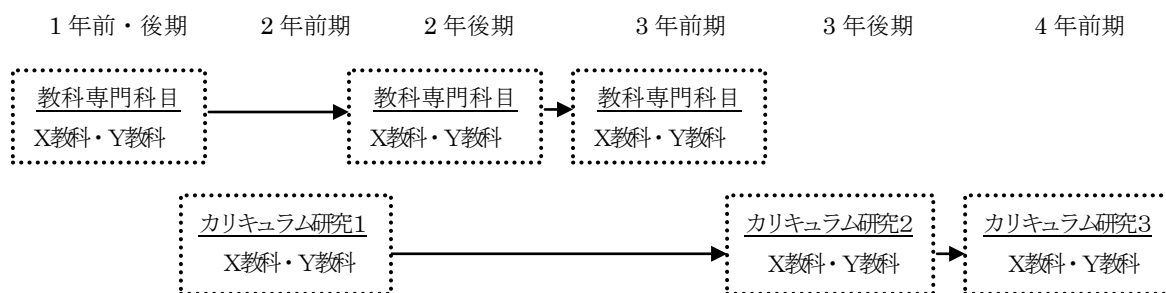 1 年前・後期 2 年前期 2 年後期 3 年前期 3 年後期 4 年前期
教科専門科目 教科専門科目 教科専門科目
X教科・Y教科 X教科・Y教科 X教科・Y教科
カリキュラム研究1 カリキュラム研究2 カリキュラム研究3
X教科・Y教科 X教科・Y教科 X教科・Y教科